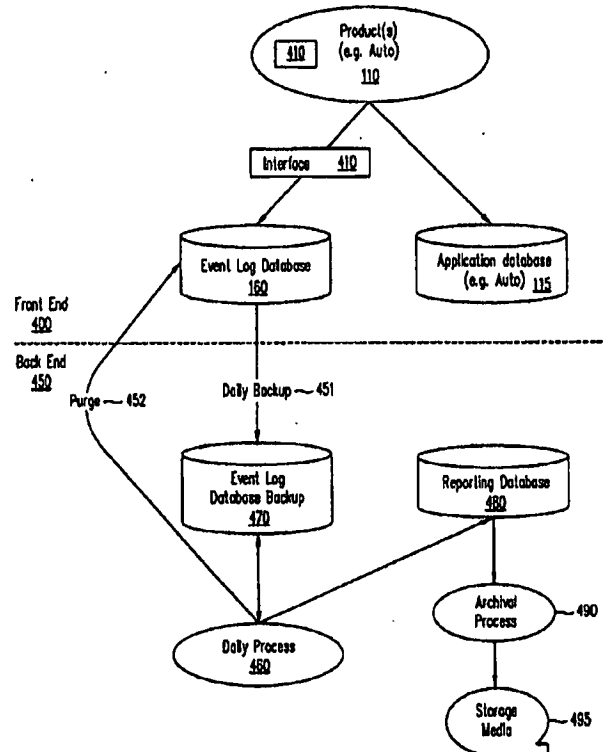 Product(s)
410
(e.g. Auto)
110
Interface 410
Event Log Database
160
Application database
(e.g. Auto) 115
Front End
400
Back End
450
Purge 452
Daily Backup 451
Event Log
Database Backup
470
Reporting Database
480
Daily Process
460
Archival
Process
490
Storage
Media
495